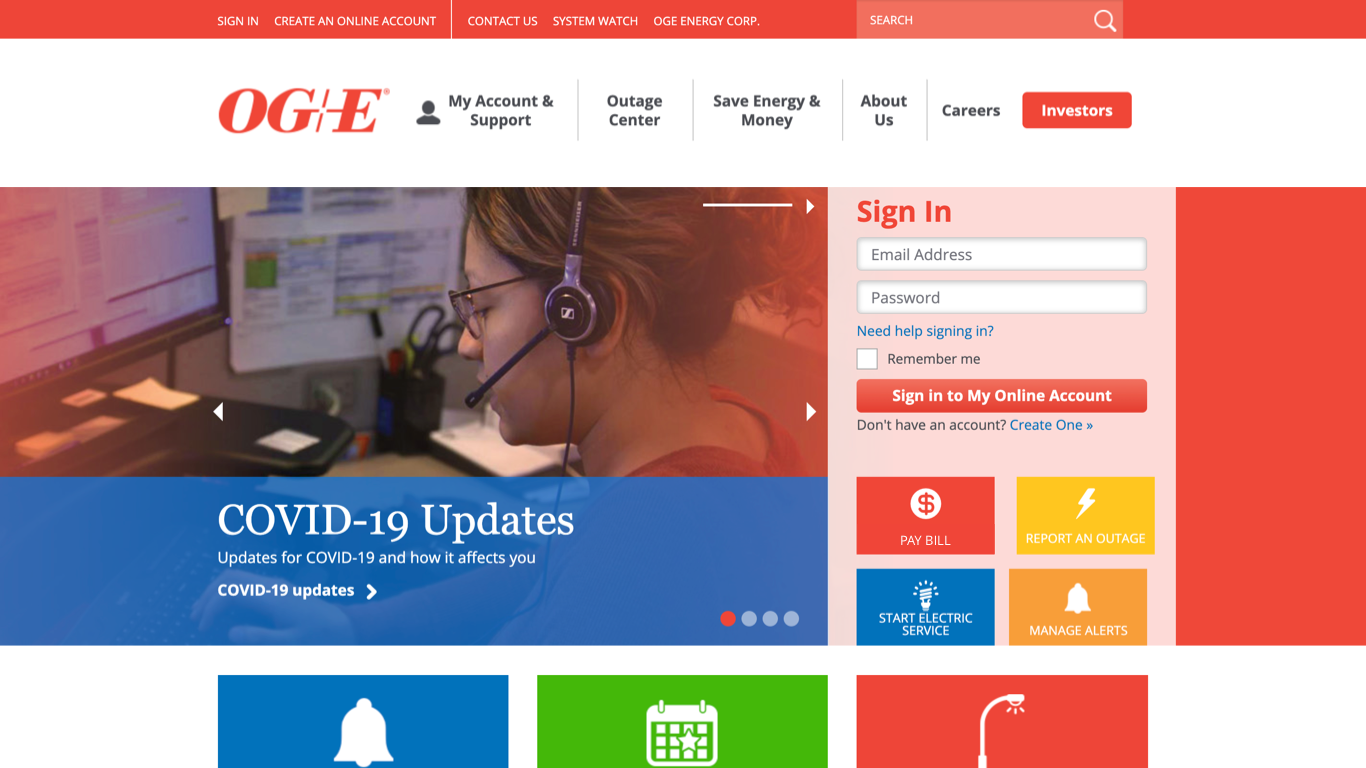 SIGN IN CREATE AN ONLINE ACCOUNT CONTACT US SYSTEM WATCH OGE ENERGY CORP. SEARCH
OG+E®
My Account &
Support
Outage
Center
Save Energy &
Money
About
Us
Careers
Investors
COVID-19 Updates
Updates for COVID-19 and how it affects you
COVID-19 updates
Sign In
Email Address
Password
Need help signing in?
Remember me
Sign in to My Online Account
Don't have an account? Create One »
PAY BILL
REPORT AN OUTAGE
START ELECTRIC
SERVICE
MANAGE ALERTS